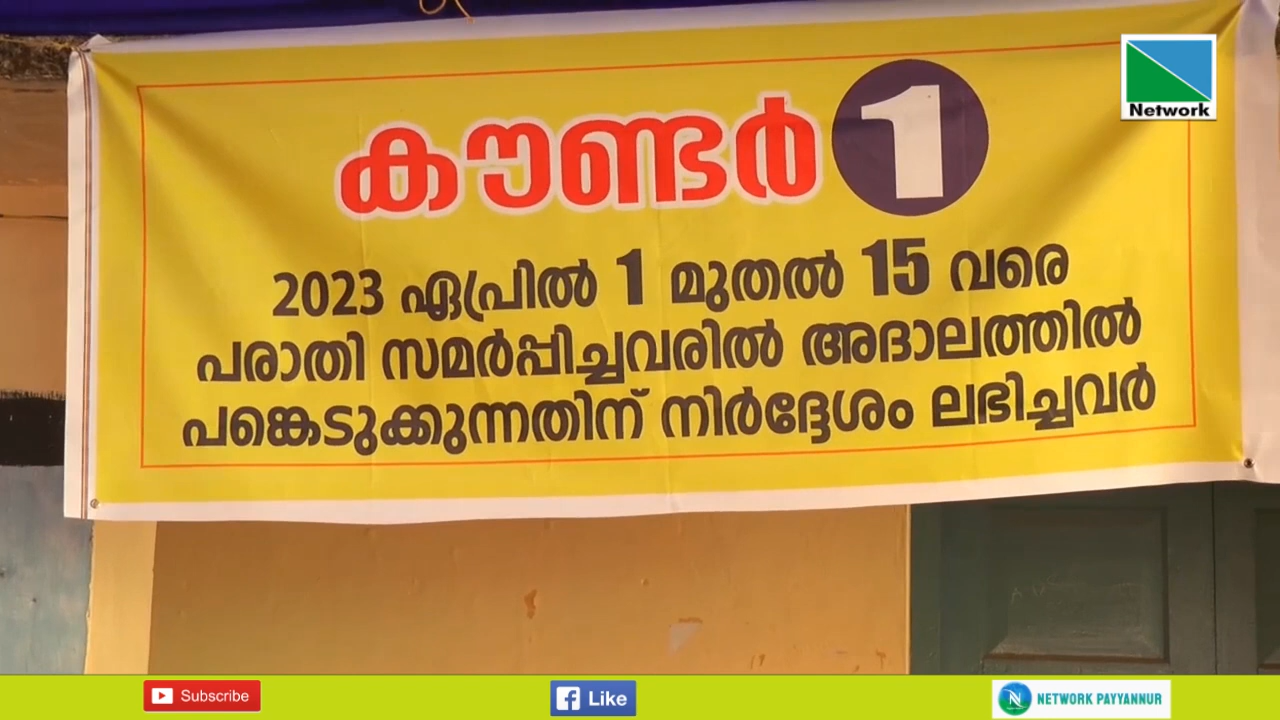 കൗണ്ടർ 1
2023 ഏപ്രിൽ 1 മുതൽ 15 വരെ
പരാതി സമർപ്പിച്ചവരിൽ അദാലത്തിൽ
പങ്കെടുക്കുന്നതിന് നിർദ്ദേശം ലഭിച്ചവർ
Network
Subscribe
Like
NETWORK PAYYANNUR